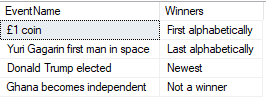 EventName Winners
£1 coin First alphabetically
Yuri Gagarin first man in space Last alphabetically
Donald Trump elected Newest
Ghana becomes independent Not a winner